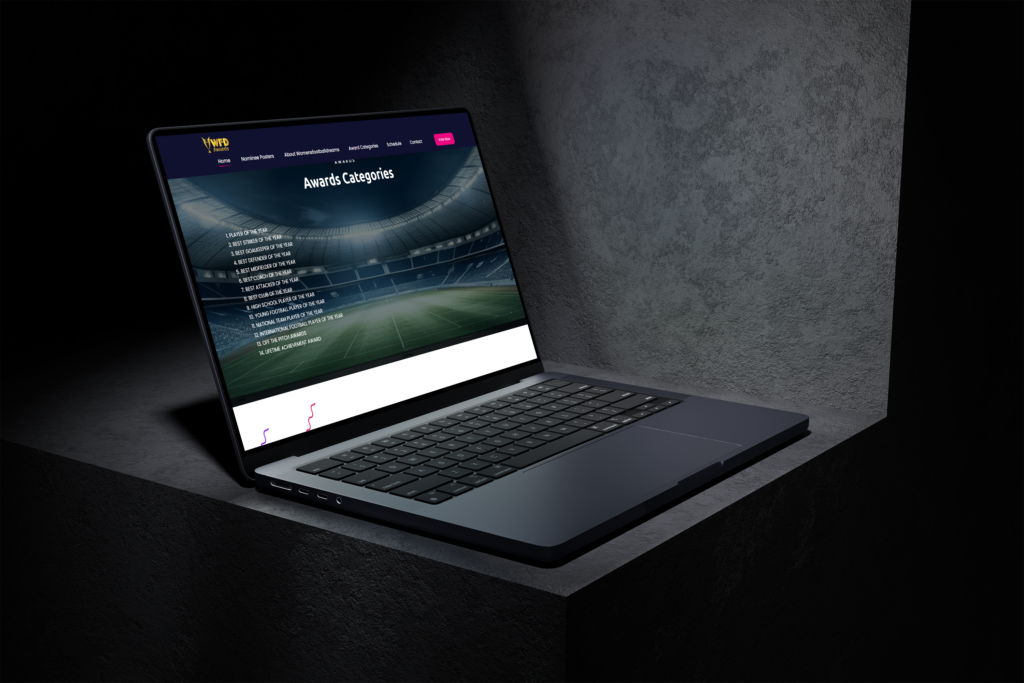 WFD
AWARDS
Home
Nominee Posters
About Womensfootballdreams
Award Categories
Schedule
Contact
AWARDS
Awards Categories
1. PLAYER OF THE YEAR
2. BEST STRIKER OF THE YEAR
3. BEST GOALKEEPER OF THE YEAR
4. BEST DEFENDER OF THE YEAR
5. BEST MIDFIELDER OF THE YEAR
6. BEST COACH OF THE YEAR
7. BEST ATTACKER OF THE YEAR
8. BEST CLUB OF THE YEAR
9. HIGH SCHOOL PLAYER OF THE YEAR
10. YOUNG FOOTBALL PLAYER OF THE YEAR
11. NATIONAL TEAM PLAYER OF THE YEAR
12. INTERNATIONAL FOOTBALL PLAYER OF THE YEAR
13. OFF THE PITCH AWARDS
14. LIFETIME ACHIEVEMENT AWARD